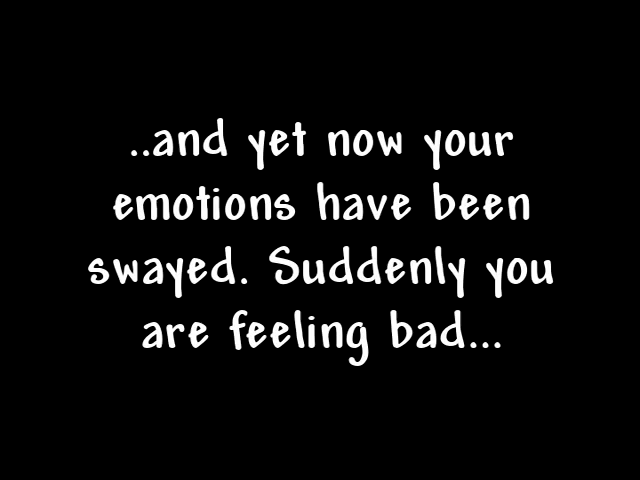 ..and yet now your
emotions have been
swayed. Suddenly you
are feeling bad...